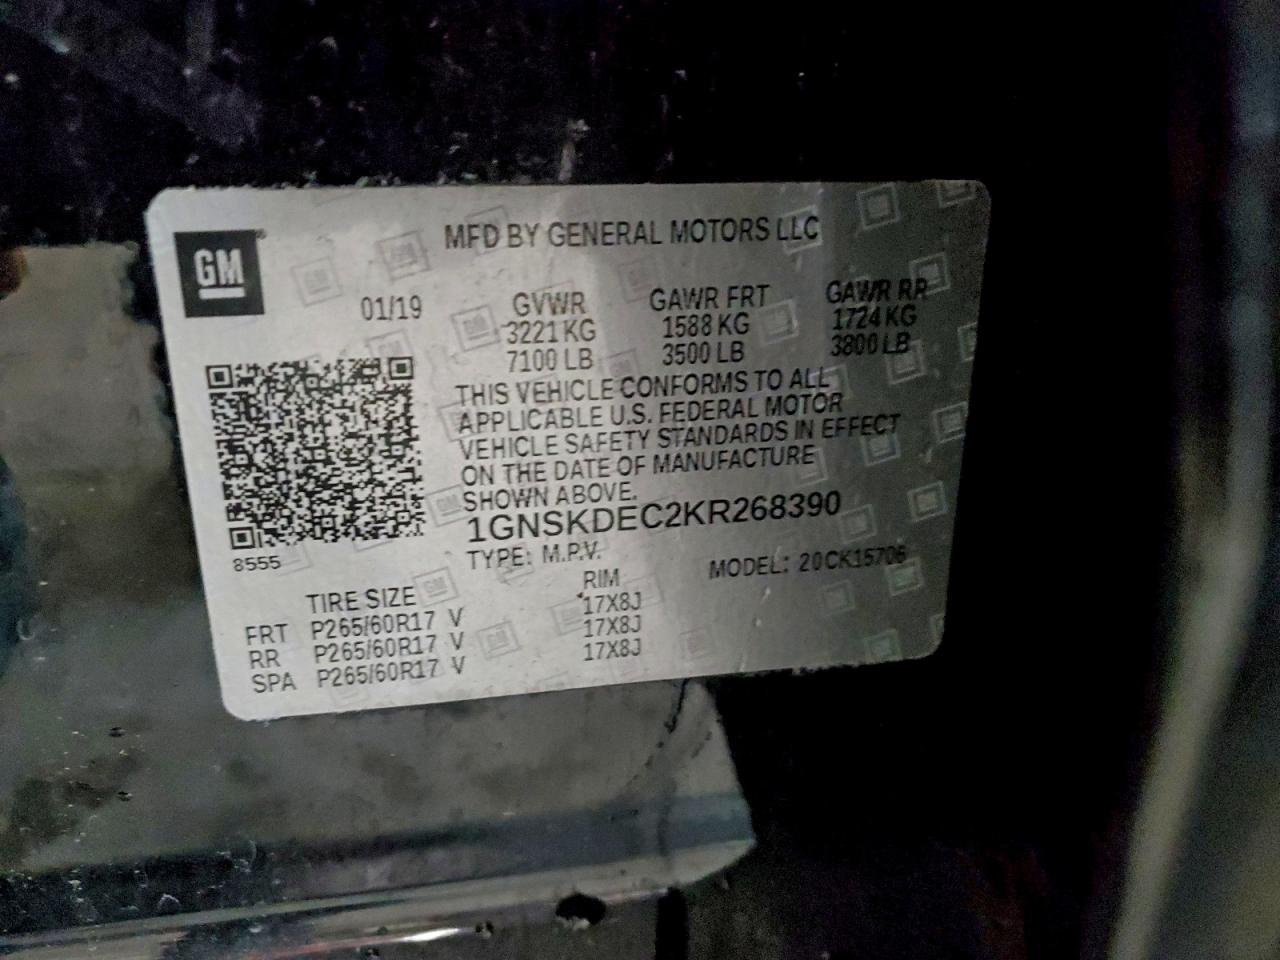 GM
MFD BY GENERAL MOTORS LLC
01/19 GVWR GAWR FRT GAWR RR
3221 KG 1588 KG 1724 KG
7100 LB 3500 LB 3800 LB
THIS VEHICLE CONFORMS TO ALL
APPLICABLE U.S. FEDERAL MOTOR
VEHICLE SAFETY STANDARDS IN EFFECT
ON THE DATE OF MANUFACTURE
SHOWN ABOVE.
1GNSKDEC2KR268390
8555
TYPE: M.P.V. MODEL: 20CK15706
TIRE SIZE RIM
FRT P265/60R17 V 17X8J
RR P265/60R17 V 17X8J
SPA P265/60R17 V 17X8J